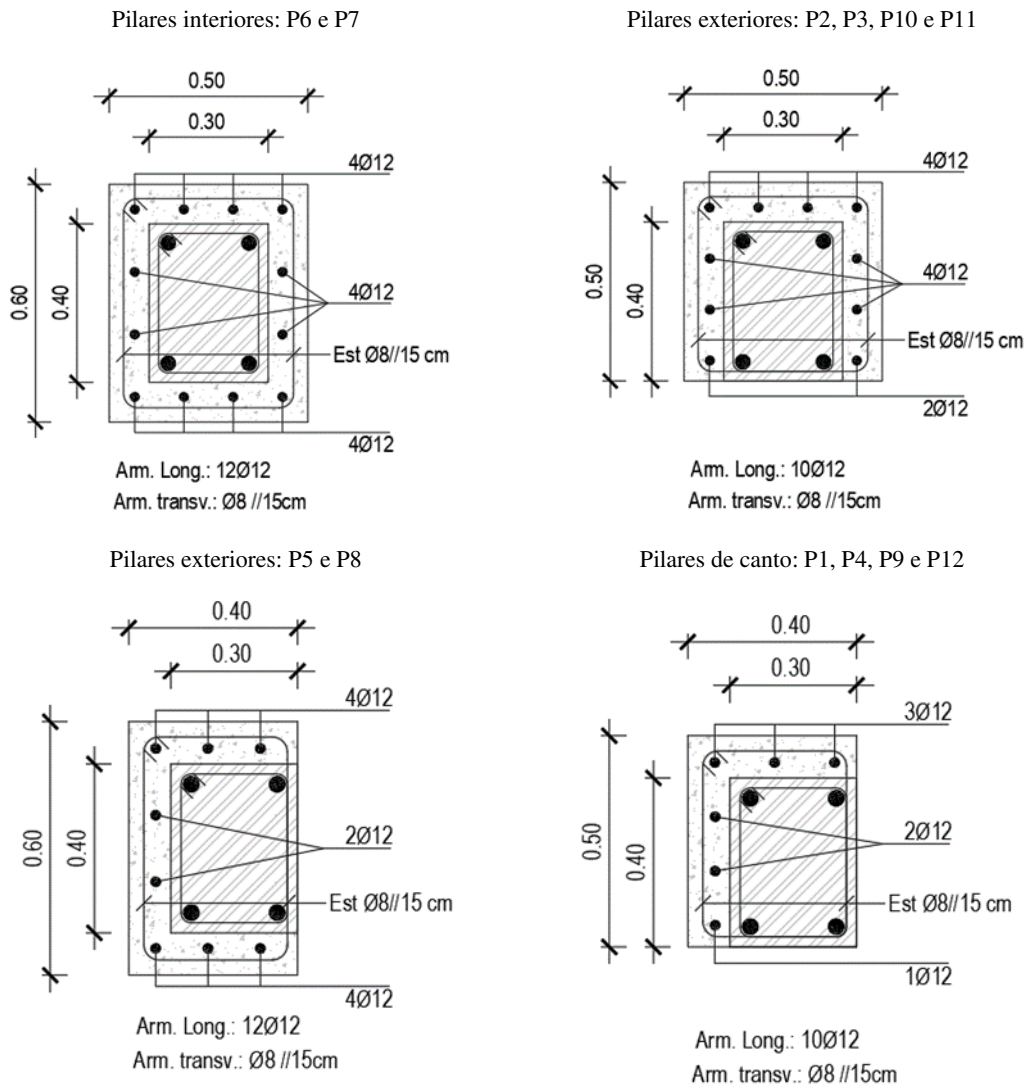 Pilares interiores: P6 e P7
0.50
0.30
4Ø12
0.60
0.40
4Ø12
Est Ø8//15 cm
4Ø12
Arm. Long.: 12Ø12
Arm. transv.: Ø8 //15cm
Pilares exteriores: P2, P3, P10 e P11
0.50
0.30
4Ø12
0.50
0.40
4Ø12
Est Ø8//15 cm
2Ø12
Arm. Long.: 10Ø12
Arm. transv.: Ø8 //15cm
Pilares exteriores: P5 e P8
0.40
0.30
4Ø12
0.60
0.40
2Ø12
Est Ø8//15 cm
4Ø12
Arm. Long.: 12Ø12
Arm. transv.: Ø8 //15cm
Pilares de canto: P1, P4, P9 e P12
0.40
0.30
3Ø12
0.50
0.40
2Ø12
Est Ø8//15 cm
1Ø12
Arm. Long.: 10Ø12
Arm. transv.: Ø8 //15cm